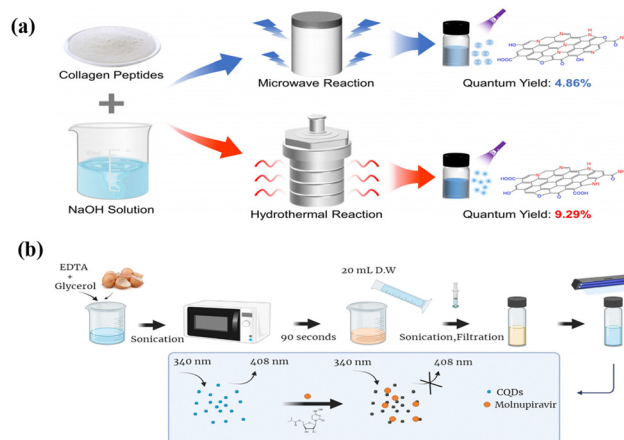 (a)
Collagen Peptides
Microwave Reaction
Quantum Yield: 4.86%
NaOH Solution
Hydrothermal Reaction
Quantum Yield: 9.29%
(b)
EDTA
+
Glycerol
Sonication
90 seconds
20 mL D.W
Sonication,Filtration
340 nm
408 nm
340 nm
408 nm
CQDs
Molnupiravir